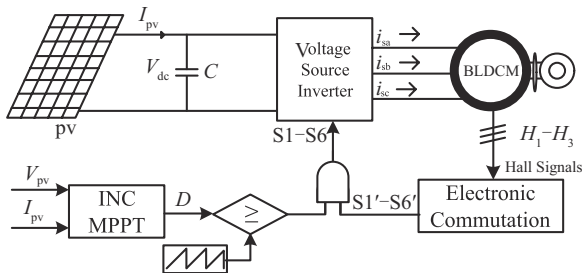 I_pv
V_dc
C
pv
Voltage
Source
Inverter
i_sa
i_sb
i_sc
BLDCM
H_1–H_3
Hall Signals
S1–S6
V_pv
I_pv
INC
MPPT
D
≥
S1′–S6′
Electronic
Commutation